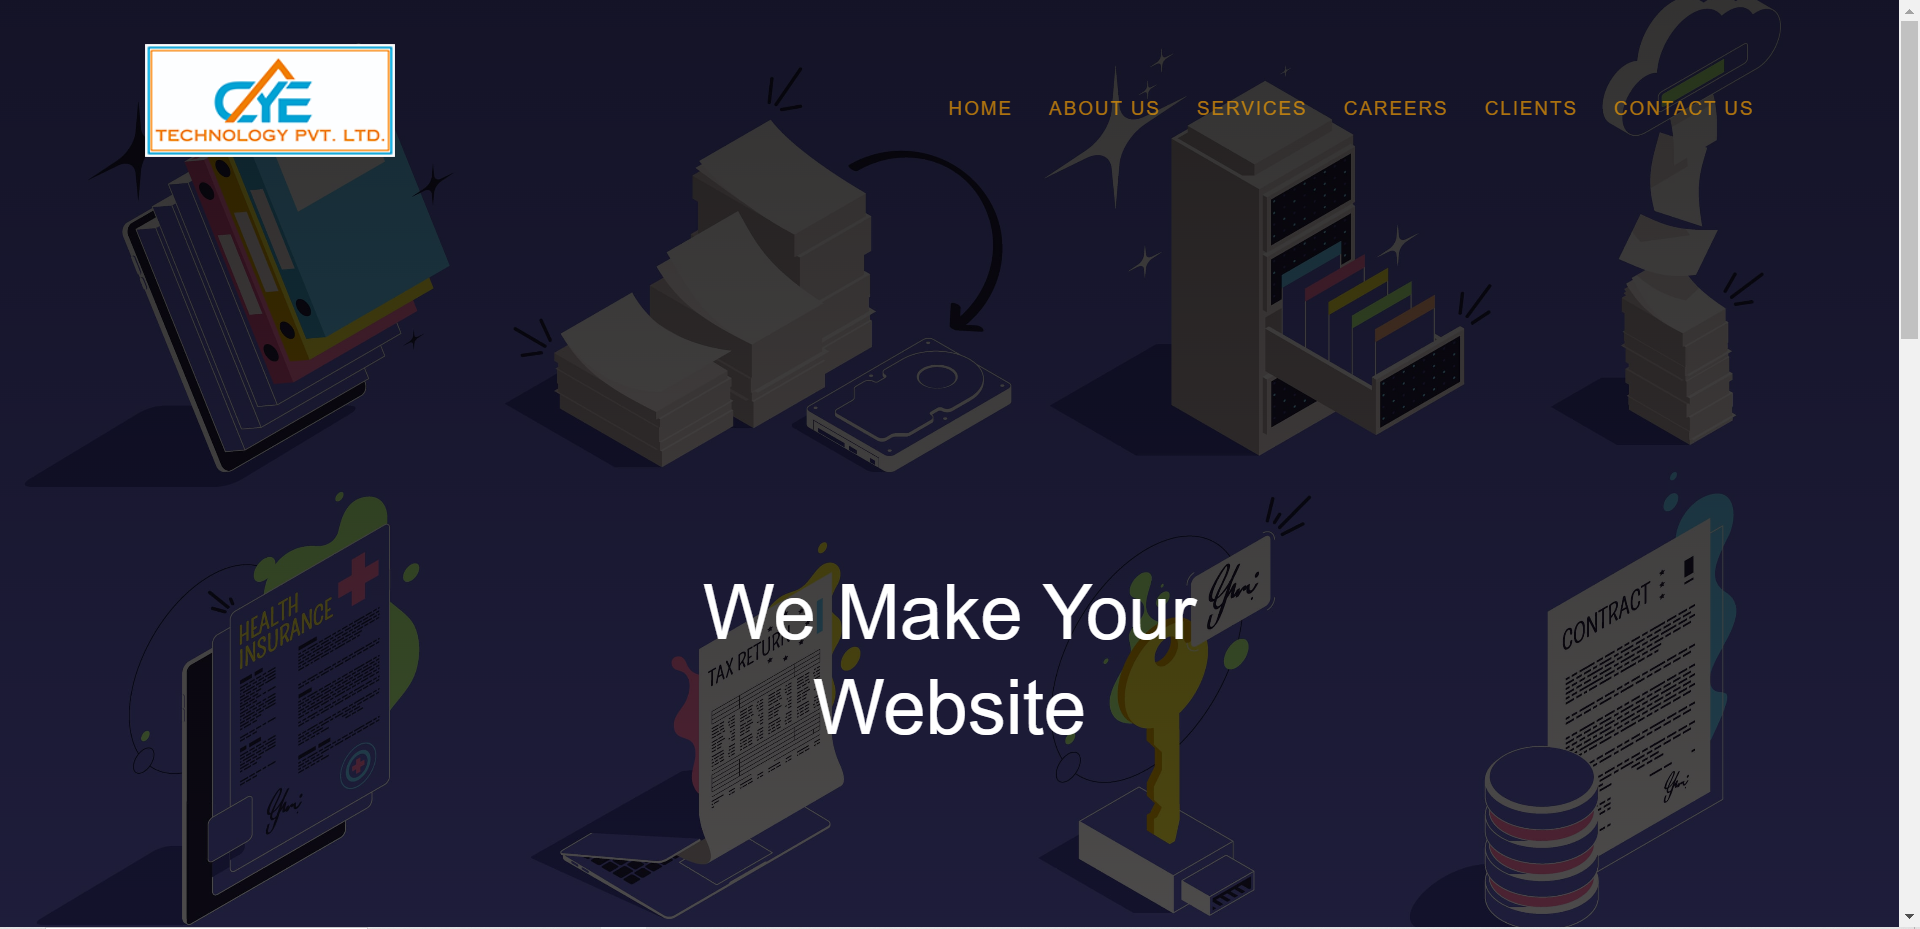 CYE
TECHNOLOGY PVT. LTD.
HOME ABOUT US SERVICES CAREERS CLIENTS CONTACT US
HEALTH
INSURANCE
TAX RETURN
CONTRACT
We Make Your
Website